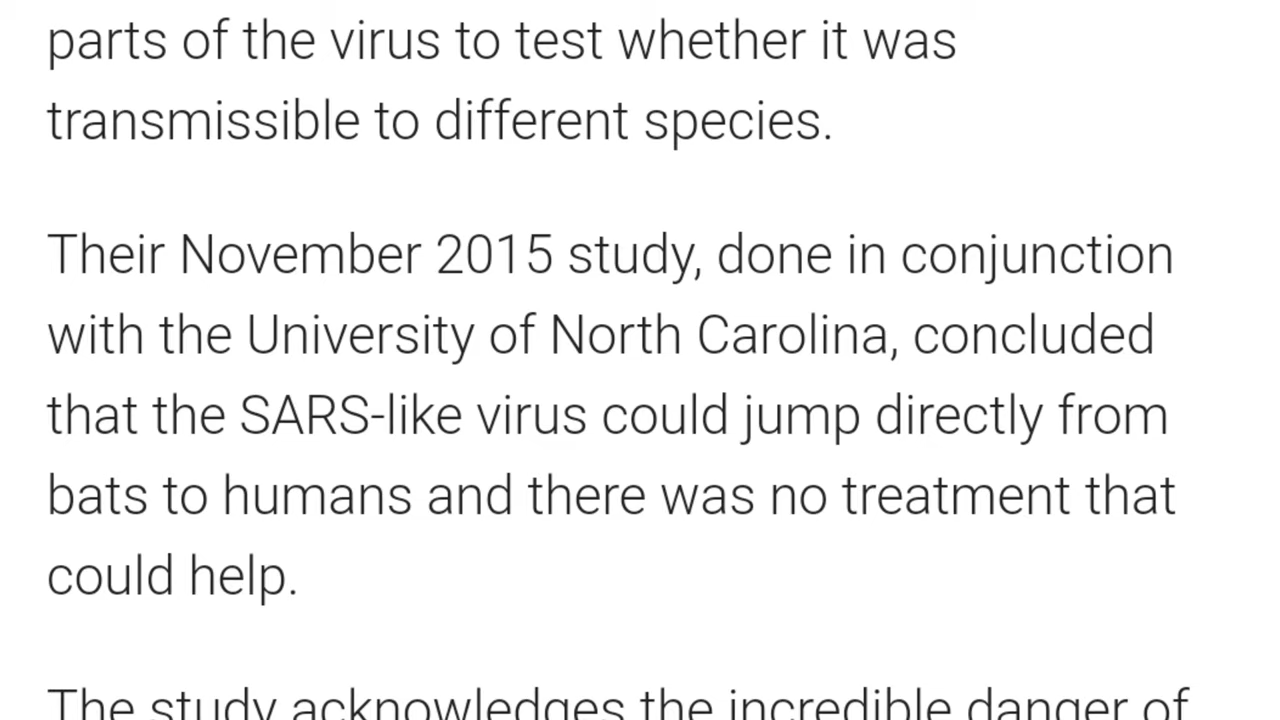 parts of the virus to test whether it was
transmissible to different species.
Their November 2015 study, done in conjunction
with the University of North Carolina, concluded
that the SARS-like virus could jump directly from
bats to humans and there was no treatment that
could help.
The study acknowledges the incredible danger of